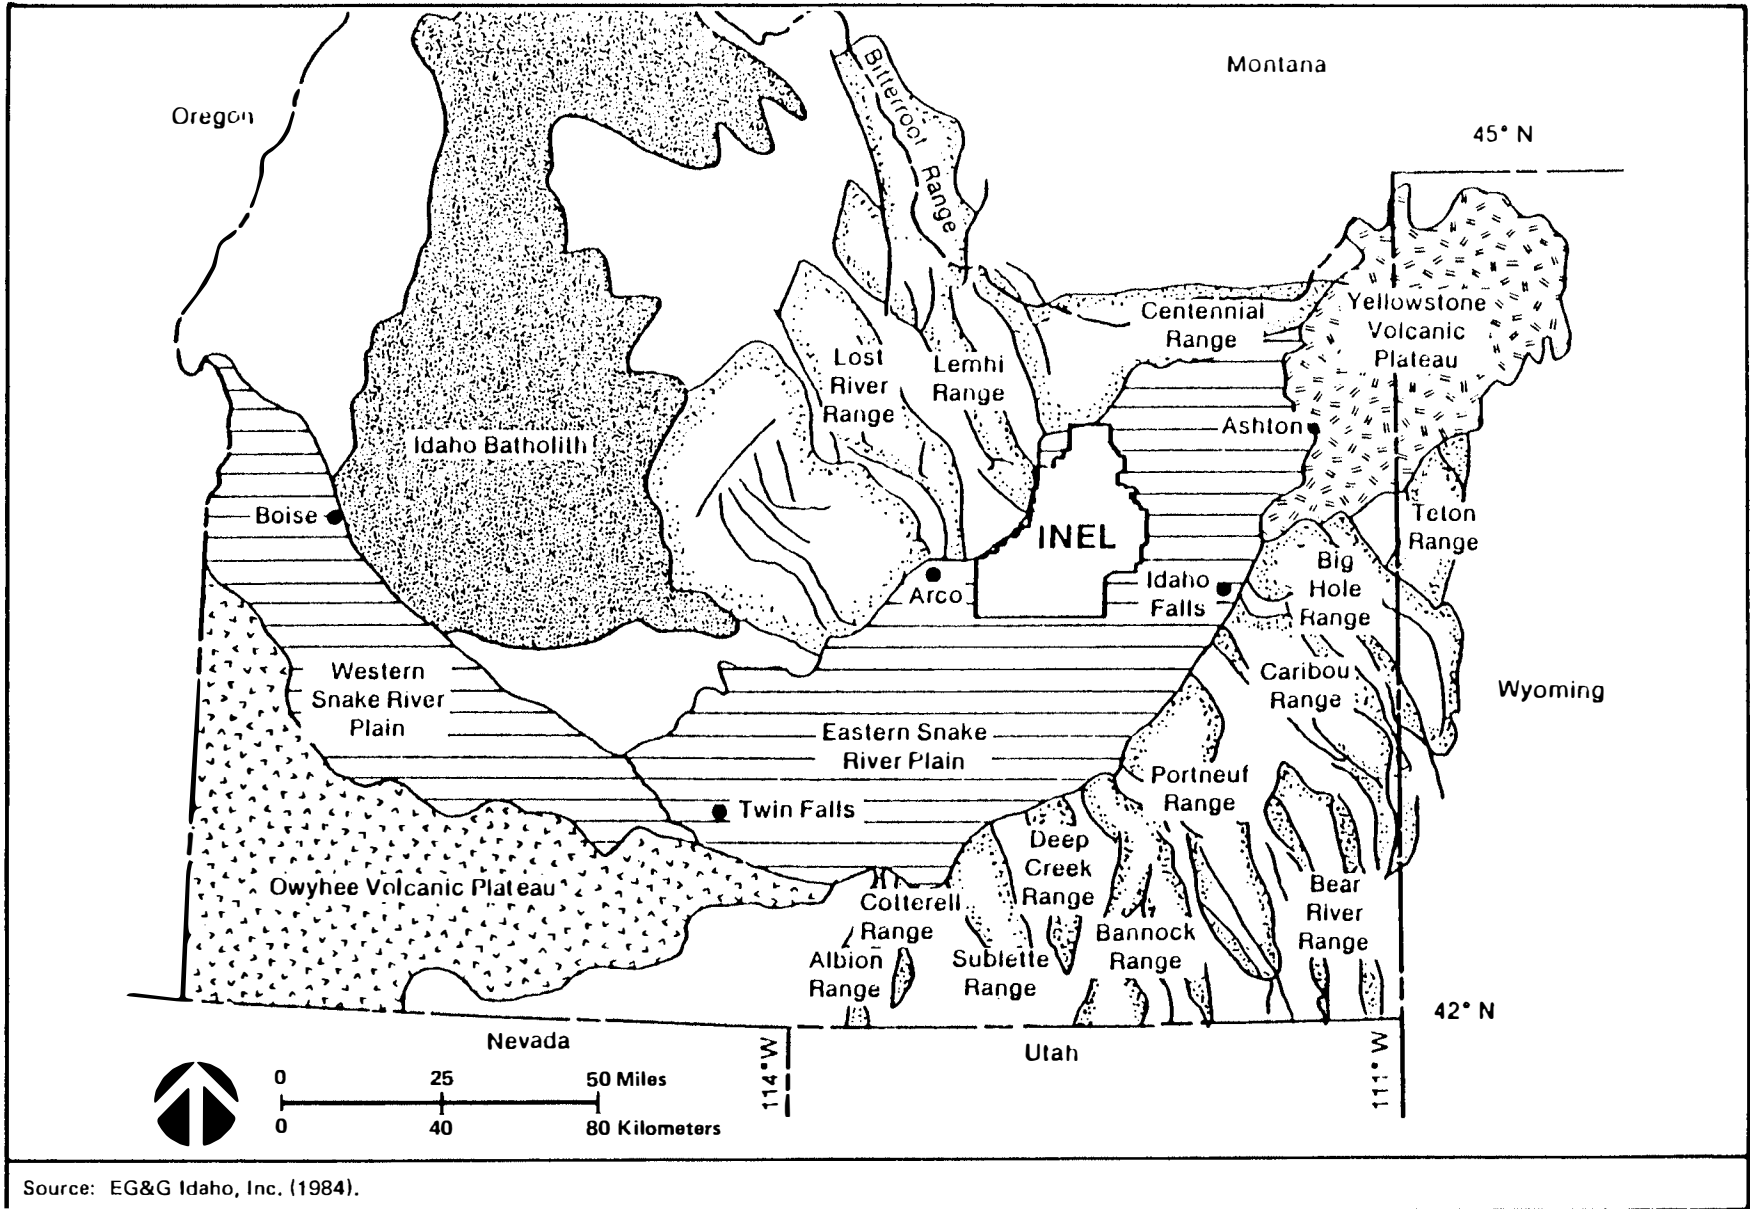 Montana
Oregon
45° N
Bitterroot Range
Centennial
Range
Yellowstone
Volcanic
Plateau
Lost
River
Range
Lemhi
Range
Ashton
Idaho Batholith
Boise
INEL
Teton
Range
Big
Hole
Range
Idaho
Falls
Arco
Western
Snake River
Plain
Caribou
Range
Wyoming
Eastern Snake
River Plain
Portneuf
Range
Twin Falls
Deep
Creek
Range
Owyhee Volcanic Plateau
Cotterell
Range
Bear
River
Range
Bannock
Range
Albion
Range
Sublette
Range
42° N
Nevada
Utah
114° W
111° W
0 25 50 Miles
0 40 80 Kilometers
Source: EG&G Idaho, Inc. (1984).